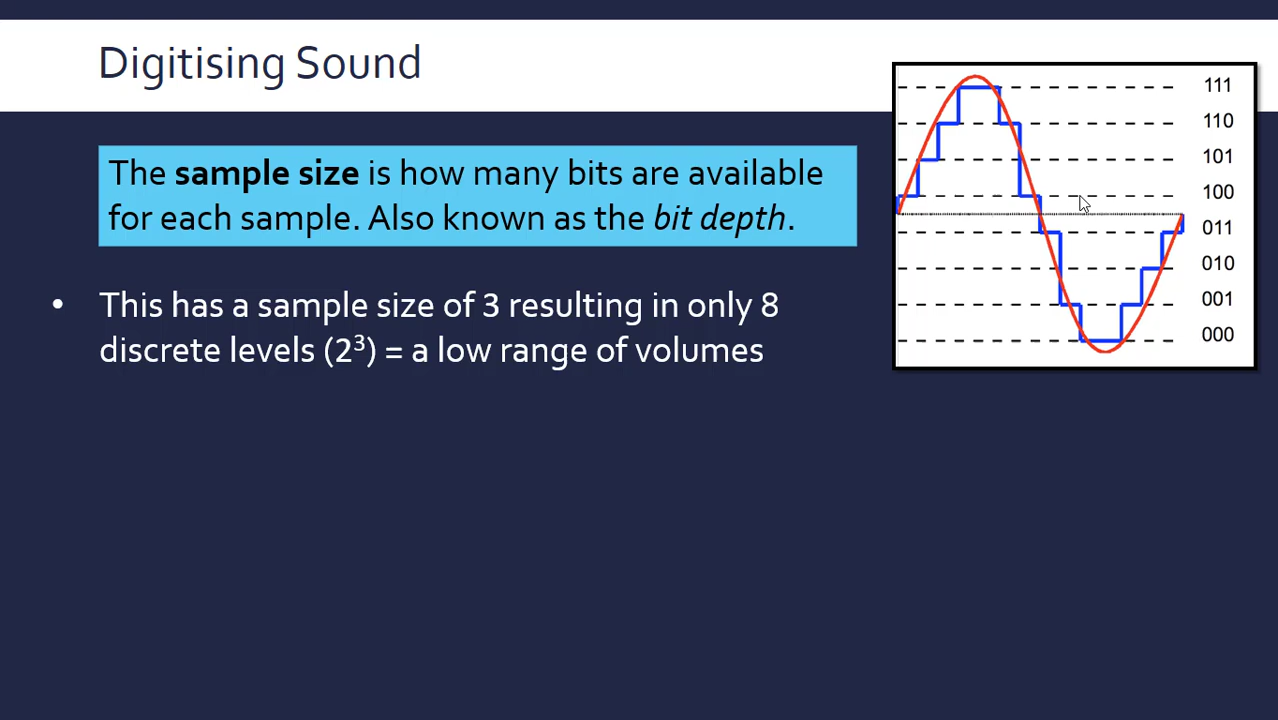 Digitising Sound
The sample size is how many bits are available
for each sample. Also known as the bit depth.
• This has a sample size of 3 resulting in only 8
discrete levels (2³) = a low range of volumes
111
110
101
100
011
010
001
000